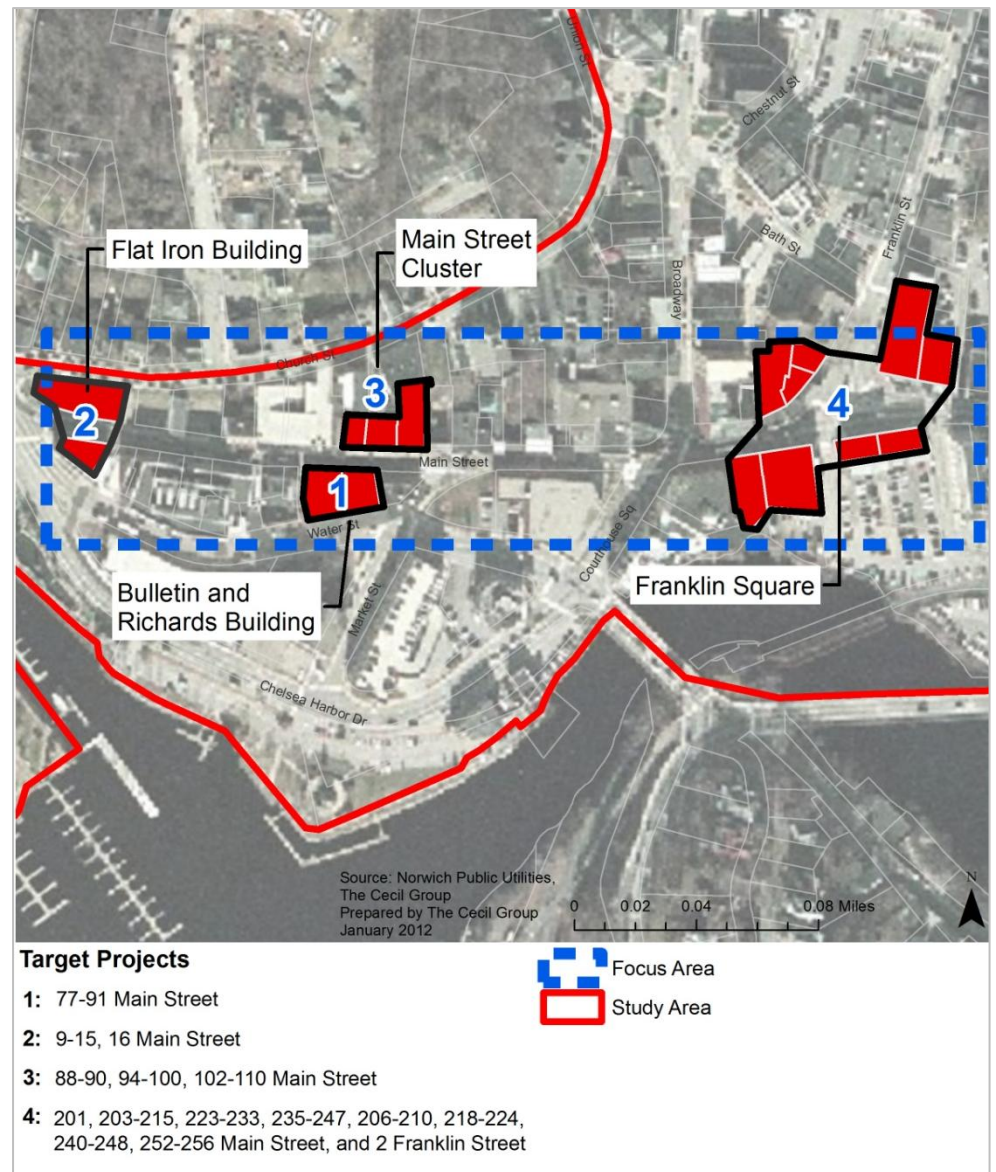 Union St
Chestnut St
Bath St
Franklin St
Broadway
Flat Iron Building
Main Street
Cluster
Church St
2
3
4
1
Main Street
Water St
Courthouse Sq
Market St
Bulletin and
Richards Building
Franklin Square
Chelsea Harbor Dr
Source: Norwich Public Utilities,
The Cecil Group
Prepared by The Cecil Group
January 2012
0 0.02 0.04 0.08 Miles
N
Target Projects
1: 77-91 Main Street
2: 9-15, 16 Main Street
3: 88-90, 94-100, 102-110 Main Street
4: 201, 203-215, 223-233, 235-247, 206-210, 218-224,
240-248, 252-256 Main Street, and 2 Franklin Street
Focus Area
Study Area